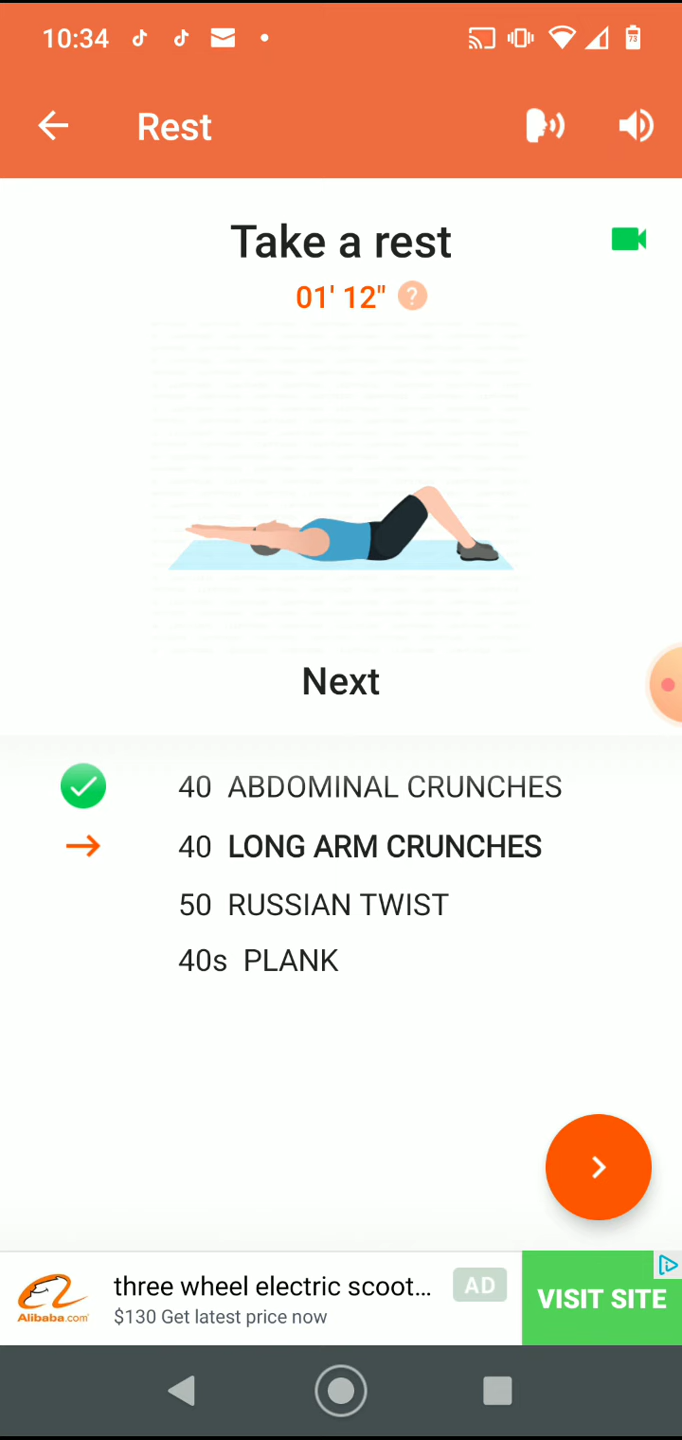 10:34
73
Rest
Take a rest
01' 12" ?
Next
40 ABDOMINAL CRUNCHES
40 LONG ARM CRUNCHES
50 RUSSIAN TWIST
40s PLANK
three wheel electric scoot... AD
$130 Get latest price now
Alibaba.com
VISIT SITE